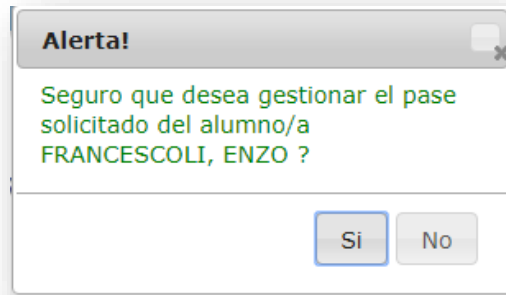 Alerta!
Seguro que desea gestionar el pase
solicitado del alumno/a
FRANCESCOLI, ENZO ?
Si
No